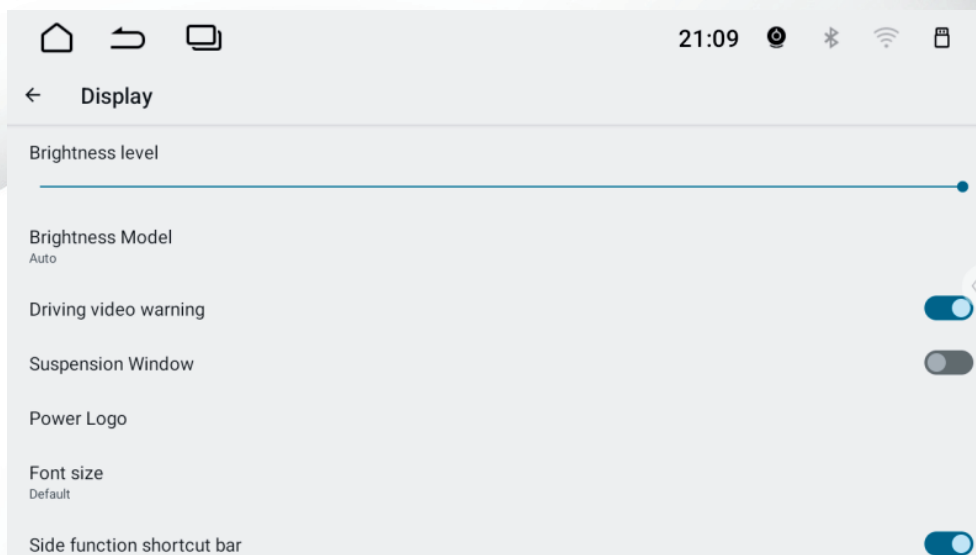 21:09
Display
Brightness level
Brightness Model
Auto
Driving video warning
Suspension Window
Power Logo
Font size
Default
Side function shortcut bar